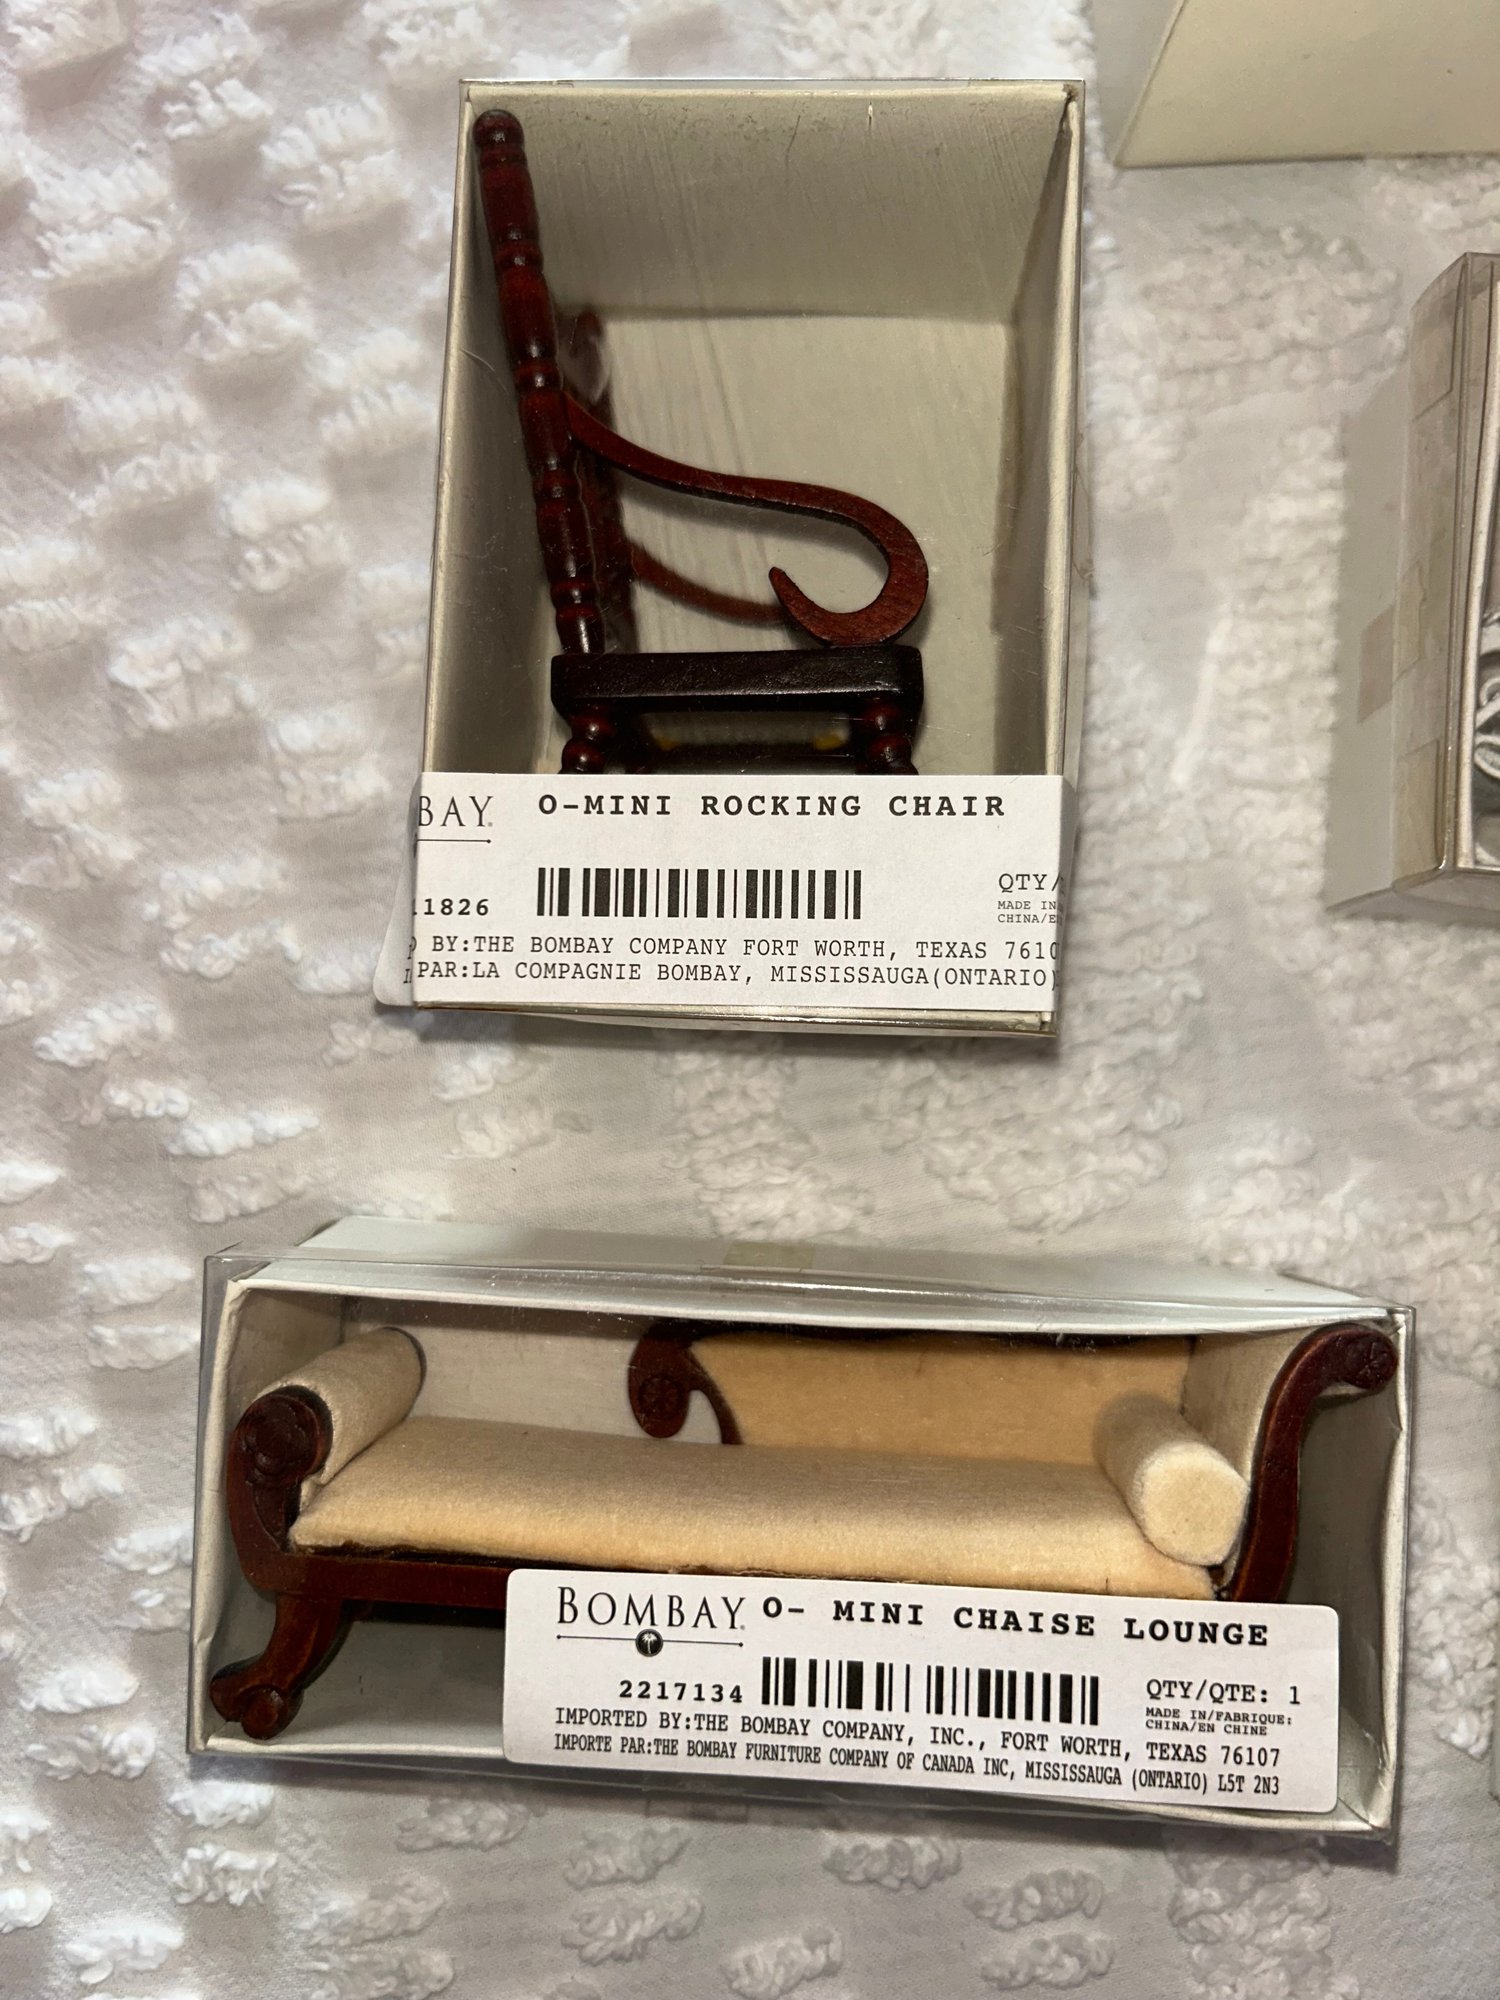 BAY O-MINI ROCKING CHAIR
11826
QTY/
MADE IN
CHINA/E
BY:THE BOMBAY COMPANY FORT WORTH, TEXAS 7610
PAR:LA COMPAGNIE BOMBAY, MISSISSAUGA(ONTARIO)
BOMBAY O- MINI CHAISE LOUNGE
2217134
QTY/QTE: 1
MADE IN/FABRIQUE:
CHINA/EN CHINE
IMPORTED BY:THE BOMBAY COMPANY, INC., FORT WORTH, TEXAS 76107
IMPORTE PAR:THE BOMBAY FURNITURE COMPANY OF CANADA INC, MISSISSAUGA (ONTARIO) L5T 2N3